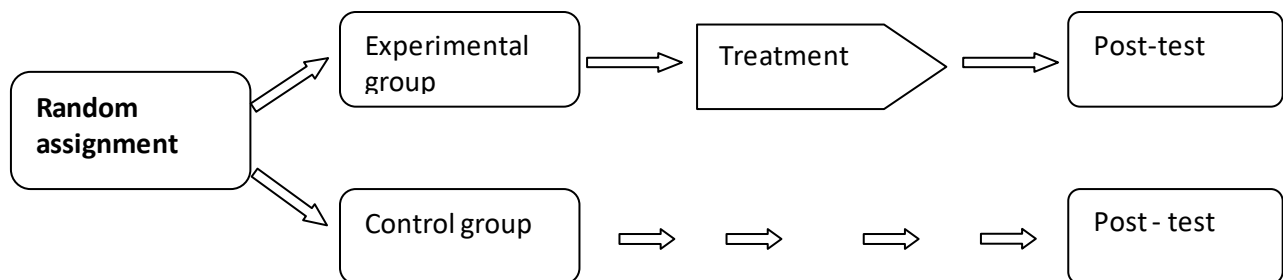 Experimental
group
Treatment
Post-test
Random
assignment
Control group
Post - test